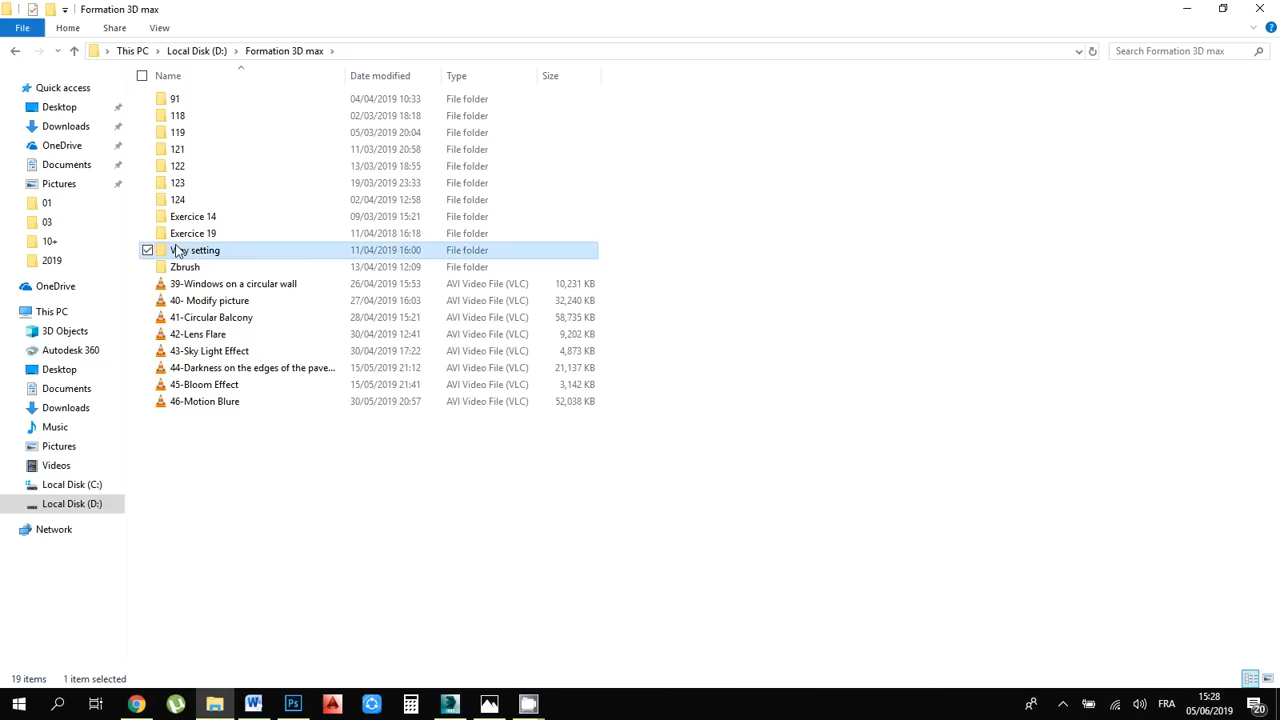 Formation 3D max
File Home Share View
This PC Local Disk (D:) Formation 3D max Search Formation 3D max
Name Date modified Type Size
Quick access
Desktop
Downloads
OneDrive
Documents
Pictures
01
03
10+
2019
OneDrive
This PC
3D Objects
Autodesk 360
Desktop
Documents
Downloads
Music
Pictures
Videos
Local Disk (C:)
Local Disk (D:)
Network
91 04/04/2019 10:33 File folder
118 02/03/2019 18:18 File folder
119 05/03/2019 20:04 File folder
121 11/03/2019 20:58 File folder
122 13/03/2019 18:55 File folder
123 19/03/2019 23:33 File folder
124 02/04/2019 12:58 File folder
Exercice 14 09/03/2019 15:21 File folder
Exercice 19 11/04/2018 16:18 File folder
setting 11/04/2018 16:00 File folder
Zbrush 13/04/2019 12:09 File folder
39-Windows on a circular wall 26/04/2019 15:53 AVI Video File (VLC) 10,231 KB
40- Modify picture 27/04/2019 16:03 AVI Video File (VLC) 32,240 KB
41-Circular Balcony 28/04/2019 15:21 AVI Video File (VLC) 58,735 KB
42-Lens Flare 30/04/2019 12:41 AVI Video File (VLC) 9,202 KB
43-Sky Light Effect 30/04/2019 17:22 AVI Video File (VLC) 4,873 KB
44-Darkness on the edges of the pave... 15/05/2019 21:12 AVI Video File (VLC) 21,137 KB
45-Bloom Effect 15/05/2019 21:41 AVI Video File (VLC) 3,142 KB
46-Motion Blure 30/05/2019 20:57 AVI Video File (VLC) 52,038 KB
19 items 1 item selected
FRA 15:28
05/06/2019 20